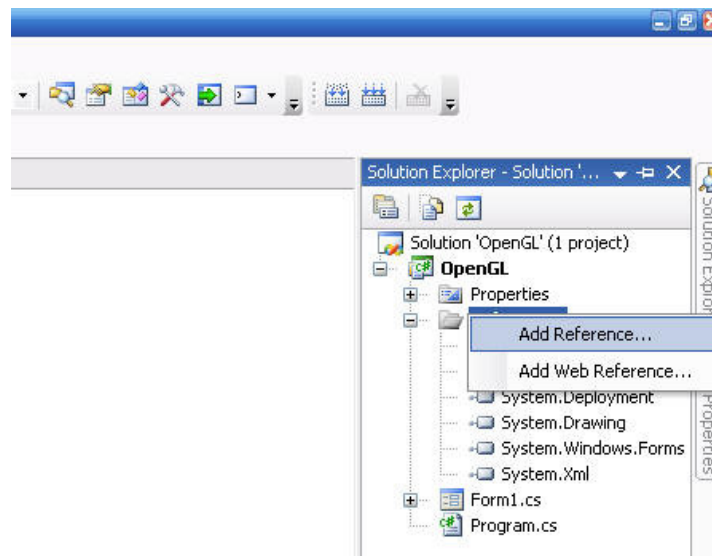 Solution Explorer - Solution '...
Solution 'OpenGL' (1 project)
OpenGL
Properties
Add Reference...
Add Web Reference...
System.Deployment
System.Drawing
System.Windows.Forms
System.Xml
Form1.cs
Program.cs
Solution Explor
Properties